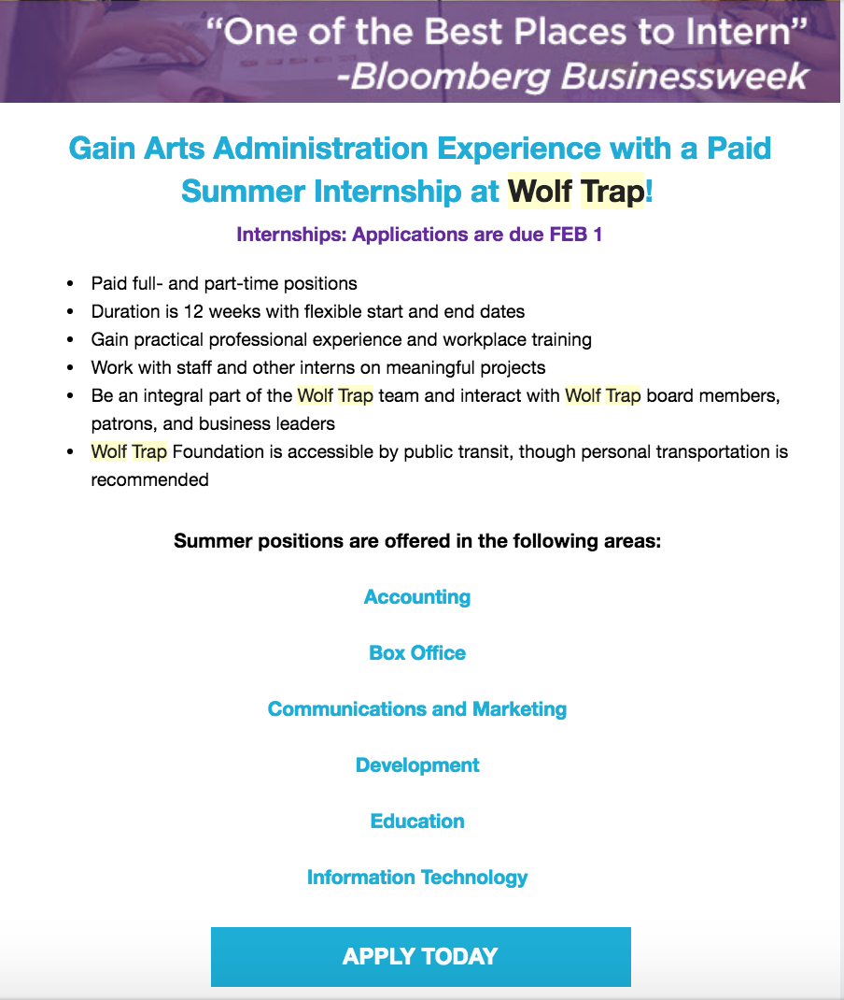 “One of the Best Places to Intern”
-Bloomberg Businessweek
Gain Arts Administration Experience with a Paid
Summer Internship at Wolf Trap!
Internships: Applications are due FEB 1
• Paid full- and part-time positions
• Duration is 12 weeks with flexible start and end dates
• Gain practical professional experience and workplace training
• Work with staff and other interns on meaningful projects
• Be an integral part of the Wolf Trap team and interact with Wolf Trap board members,
patrons, and business leaders
• Wolf Trap Foundation is accessible by public transit, though personal transportation is
recommended
Summer positions are offered in the following areas:
Accounting
Box Office
Communications and Marketing
Development
Education
Information Technology
APPLY TODAY